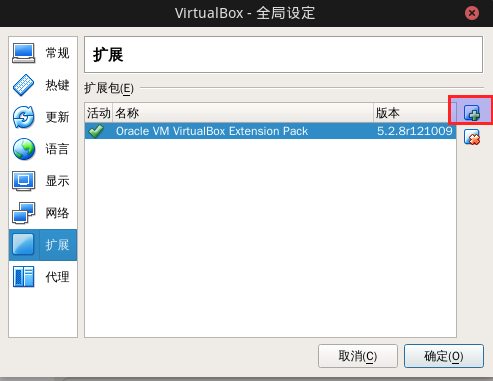 VirtualBox - 全局设定
常规
热键
更新
语言
显示
网络
扩展
代理
扩展
扩展包(E)
活动 名称 版本
Oracle VM VirtualBox Extension Pack 5.2.8r121009
取消(C) 确定(O)